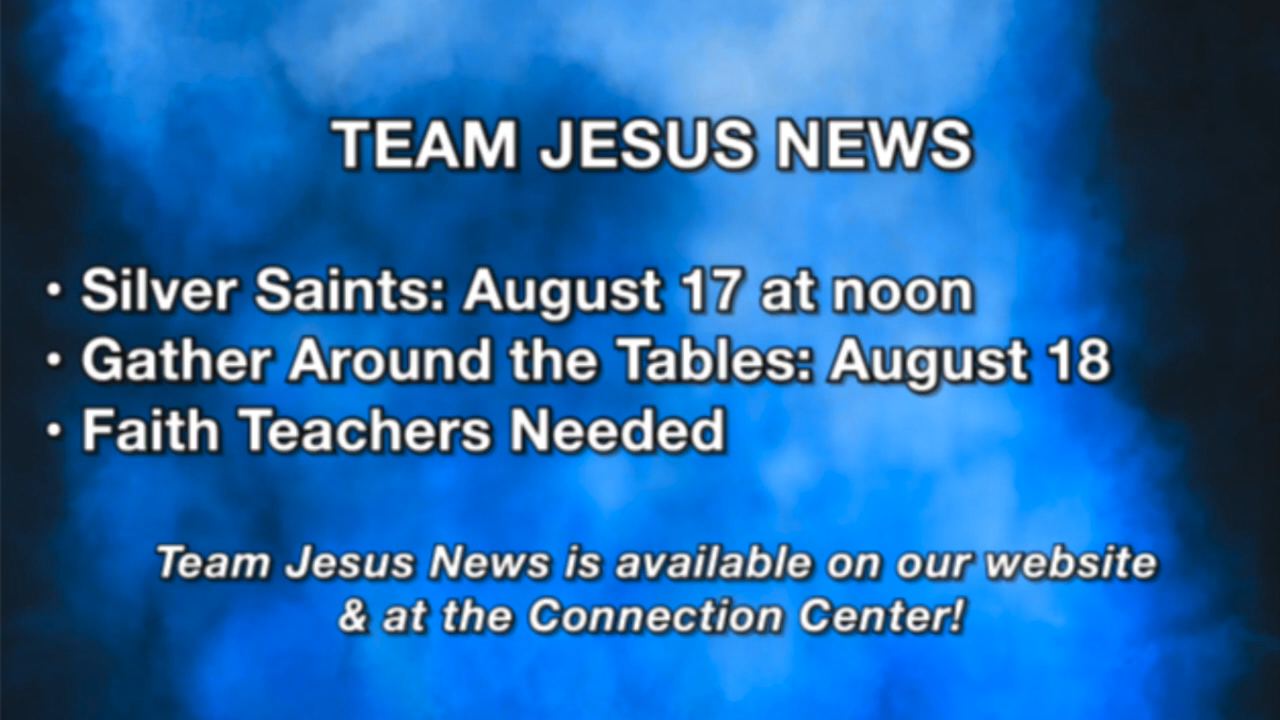 TEAM JESUS NEWS
• Silver Saints: August 17 at noon
• Gather Around the Tables: August 18
• Faith Teachers Needed
Team Jesus News is available on our website
& at the Connection Center!